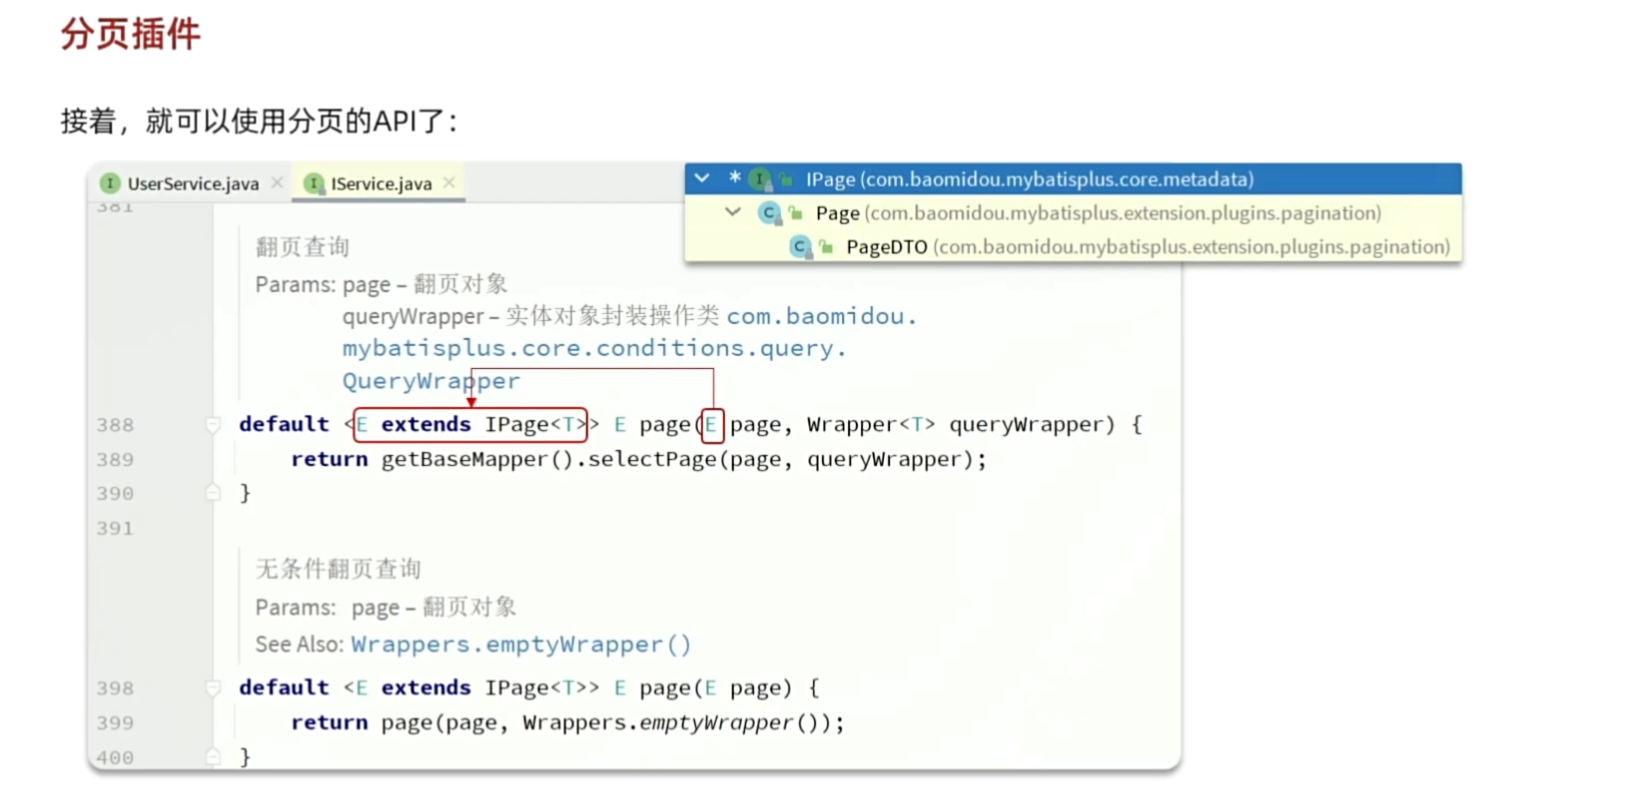 分页插件
接着，就可以使用分页的API了：
UserService.java
IService.java
IPage (com.baomidou.mybatisplus.core.metadata)
Page (com.baomidou.mybatisplus.extension.plugins.pagination)
PageDTO (com.baomidou.mybatisplus.extension.plugins.pagination)
381
翻页查询
Params: page – 翻页对象
queryWrapper – 实体对象封装操作类 com.baomidou.
mybatisplus.core.conditions.query.
QueryWrapper
388 default <E extends IPage<T>> E page(E page, Wrapper<T> queryWrapper) {
389 return getBaseMapper().selectPage(page, queryWrapper);
390 }
391
无条件翻页查询
Params: page – 翻页对象
See Also: Wrappers.emptyWrapper()
398 default <E extends IPage<T>> E page(E page) {
399 return page(page, Wrappers.emptyWrapper());
400 }